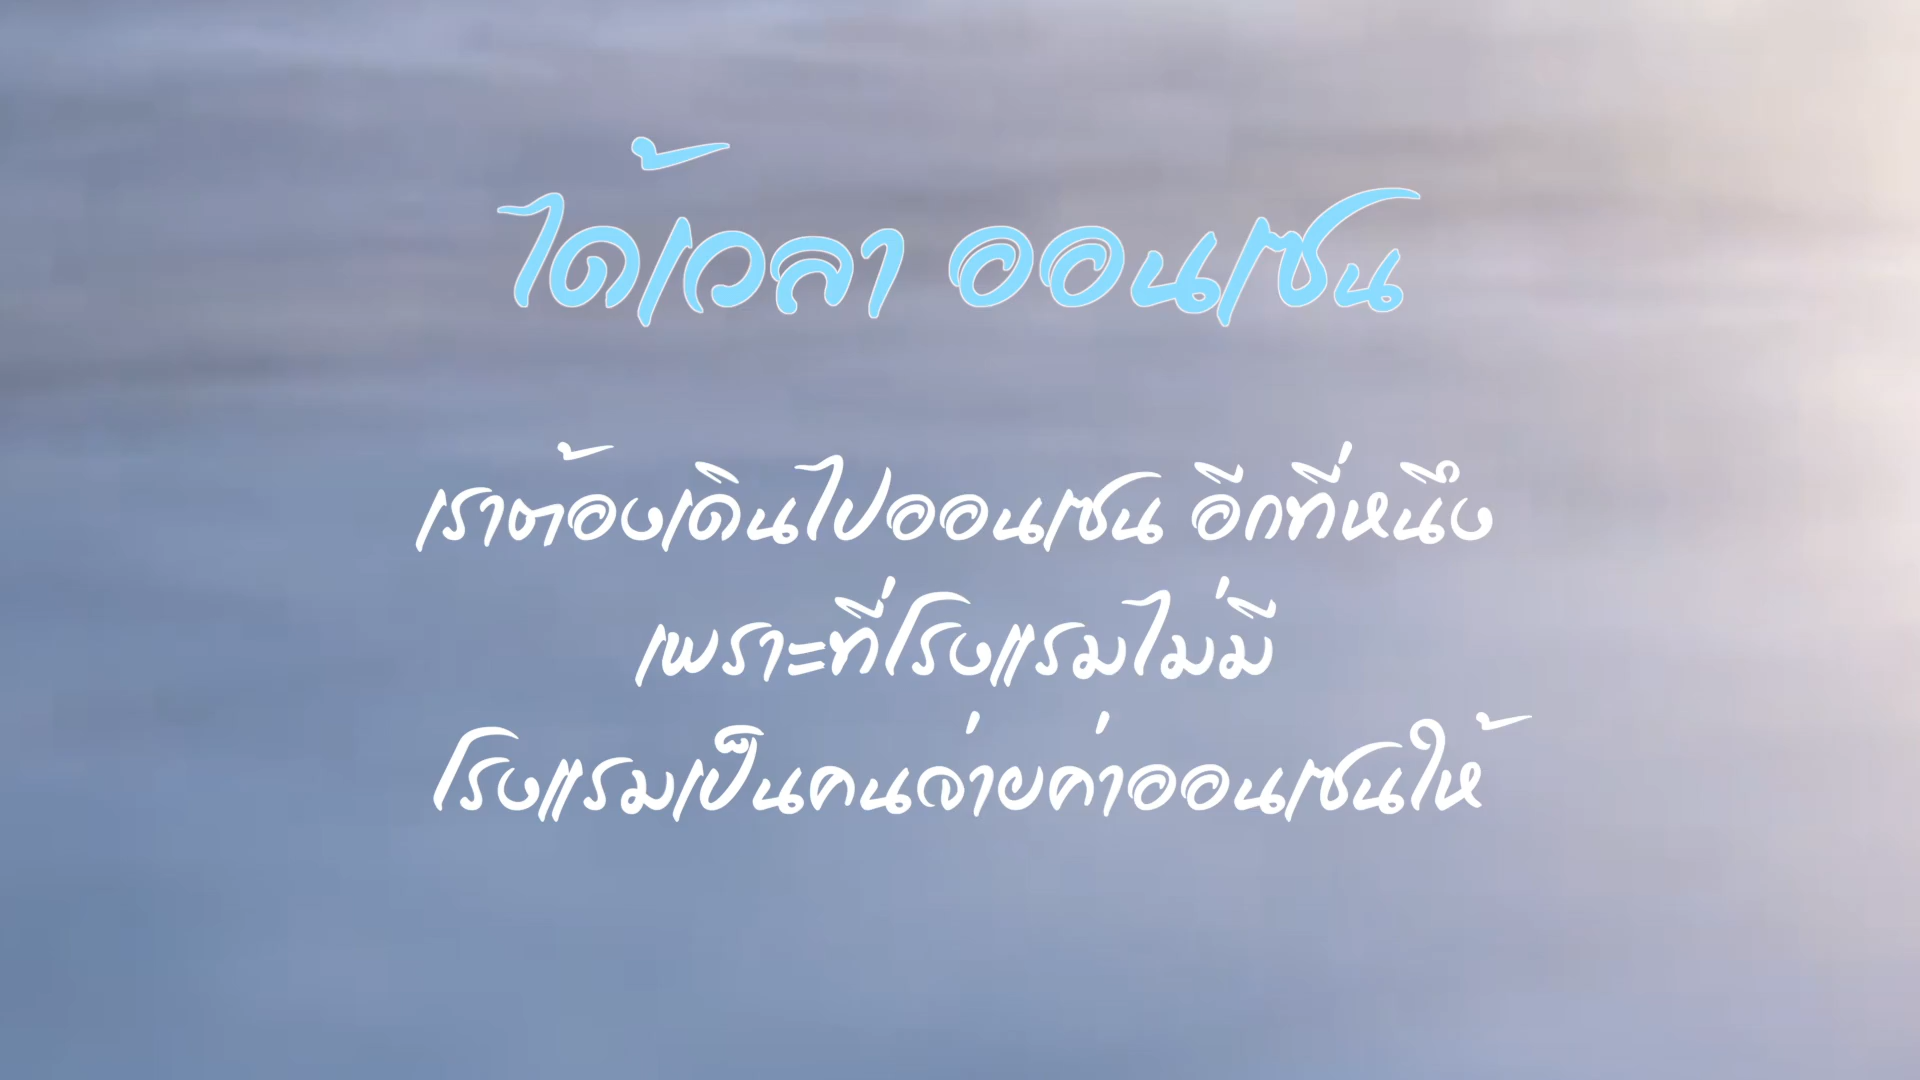 ได้เวลา ออนเซน
เราต้องเดินไปออนเซน อีกที่หนึ่ง
เพราะที่โรงแรมไม่มี
โรงแรมเป็นคนจ่ายค่าออนเซนให้